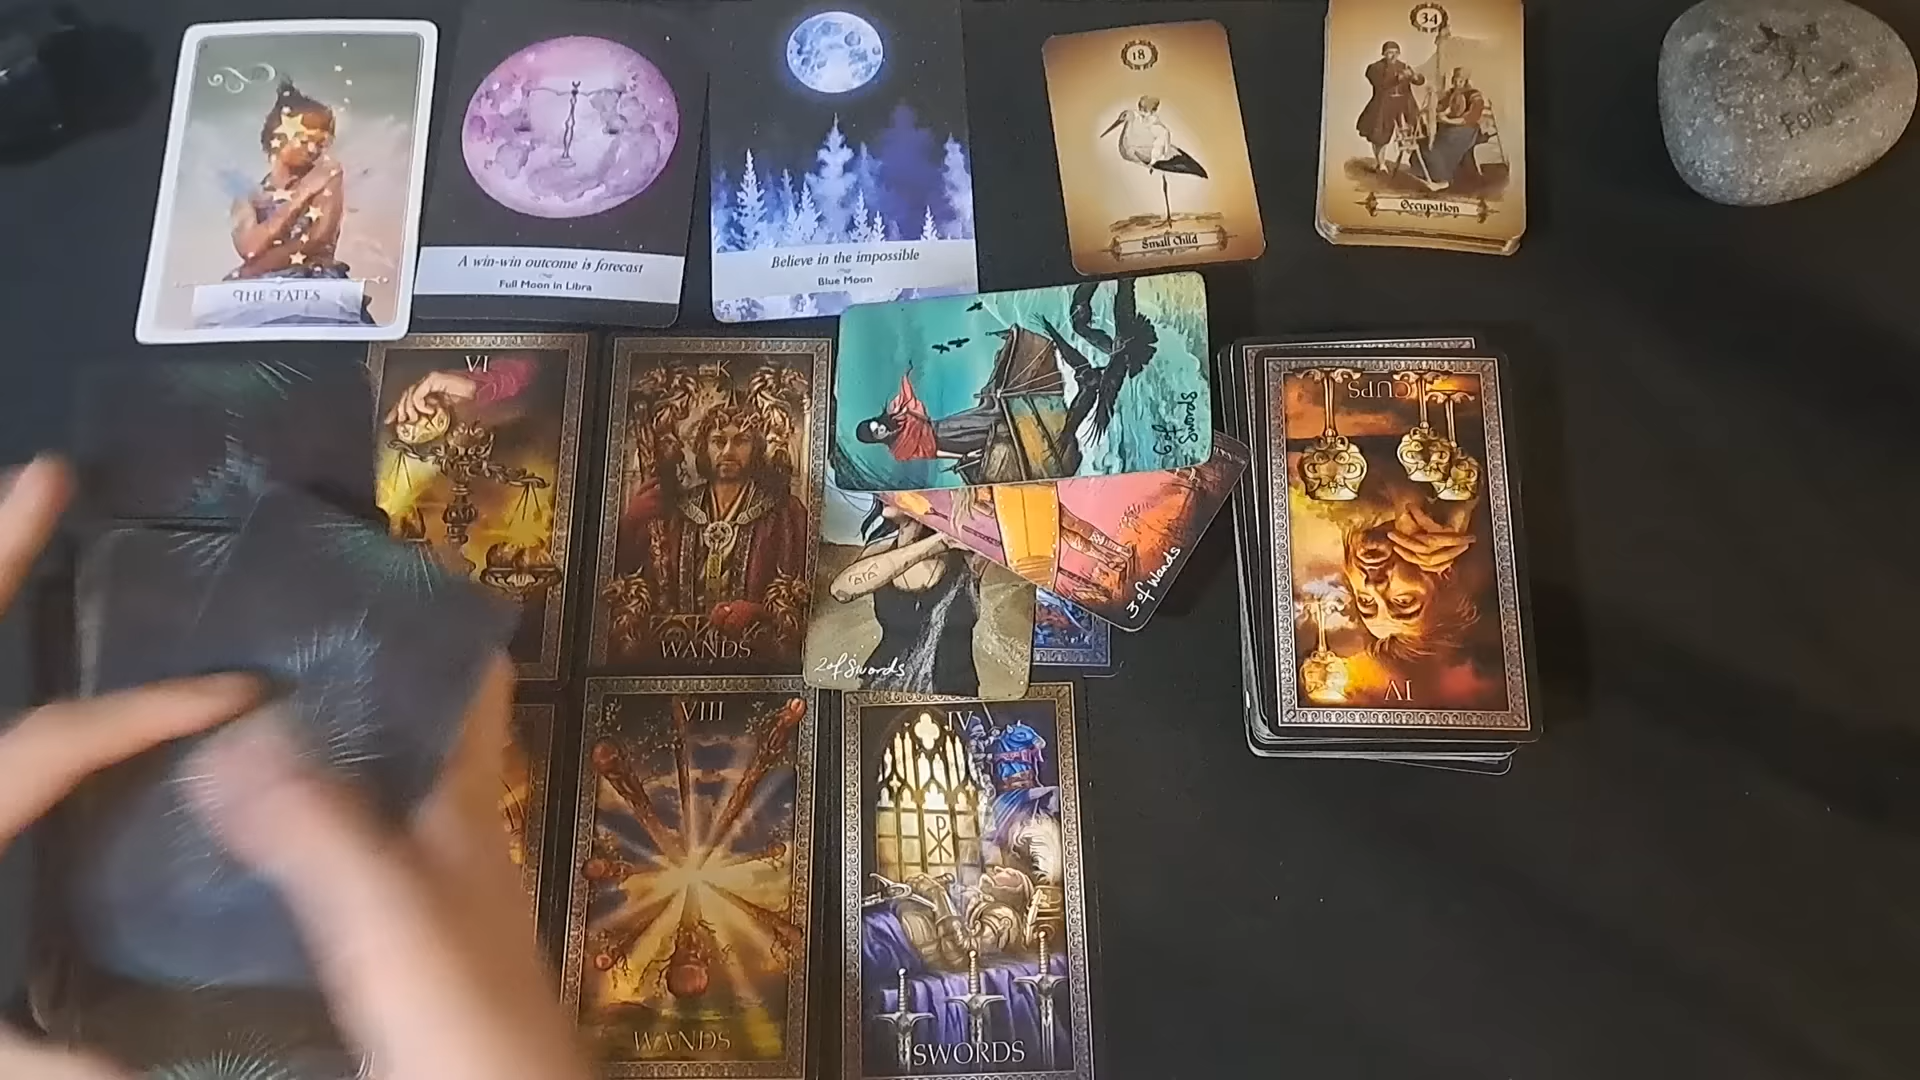 THE FATES
A win-win outcome is forecast
Full Moon in Libra
Believe in the impossible
Blue Moon
18
Small Child
34
Occupation
VI
K
WANDS
6 of
Swords
3 of Wands
2 of Swords
CUPS
IV
VIII
WANDS
IV
SWORDS